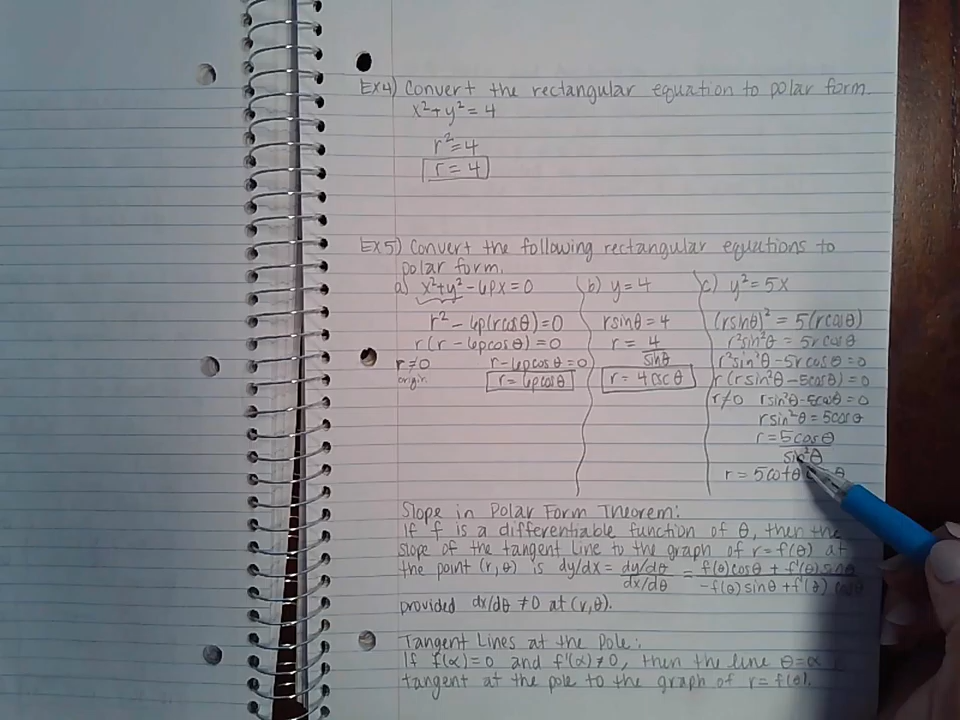 Ex4) Convert the rectangular equation to polar form.
x²+y²=4
r²=4
r=4
Ex5) Convert the following rectangular equations to
polar form.
a) x²+y²-6px=0
r²-6p(rcosθ)=0
r(r-6pcosθ)=0
r≠0 r-6pcosθ=0
origin r=6pcosθ
b) y=4
rsinθ=4
r=4/sinθ
r=4cscθ
c) y²=5x
(rsinθ)²=5(rcosθ)
r²sin²θ=5rcosθ
r²sin²θ-5rcosθ=0
r(rsin²θ-5cosθ)=0
r≠0 rsin²θ-5cosθ=0
rsin²θ=5cosθ
r=5cosθ/sin²θ
r=5cotθ θ
Slope in Polar Form Theorem:
If f is a differentiable function of θ, then the
slope of the tangent line to the graph of r=f(θ) at
the point (r,θ) is dy/dx = (dy/dθ)/(dx/dθ) = (f(θ)cosθ + f'(θ)sinθ)/(-f(θ)sinθ+f'(θ)cosθ)
provided dx/dθ ≠0 at (r,θ).
Tangent Lines at the Pole:
If f(α)=0 and f'(α)≠0, then the line θ=α
tangent at the pole to the graph of r=f(θ).